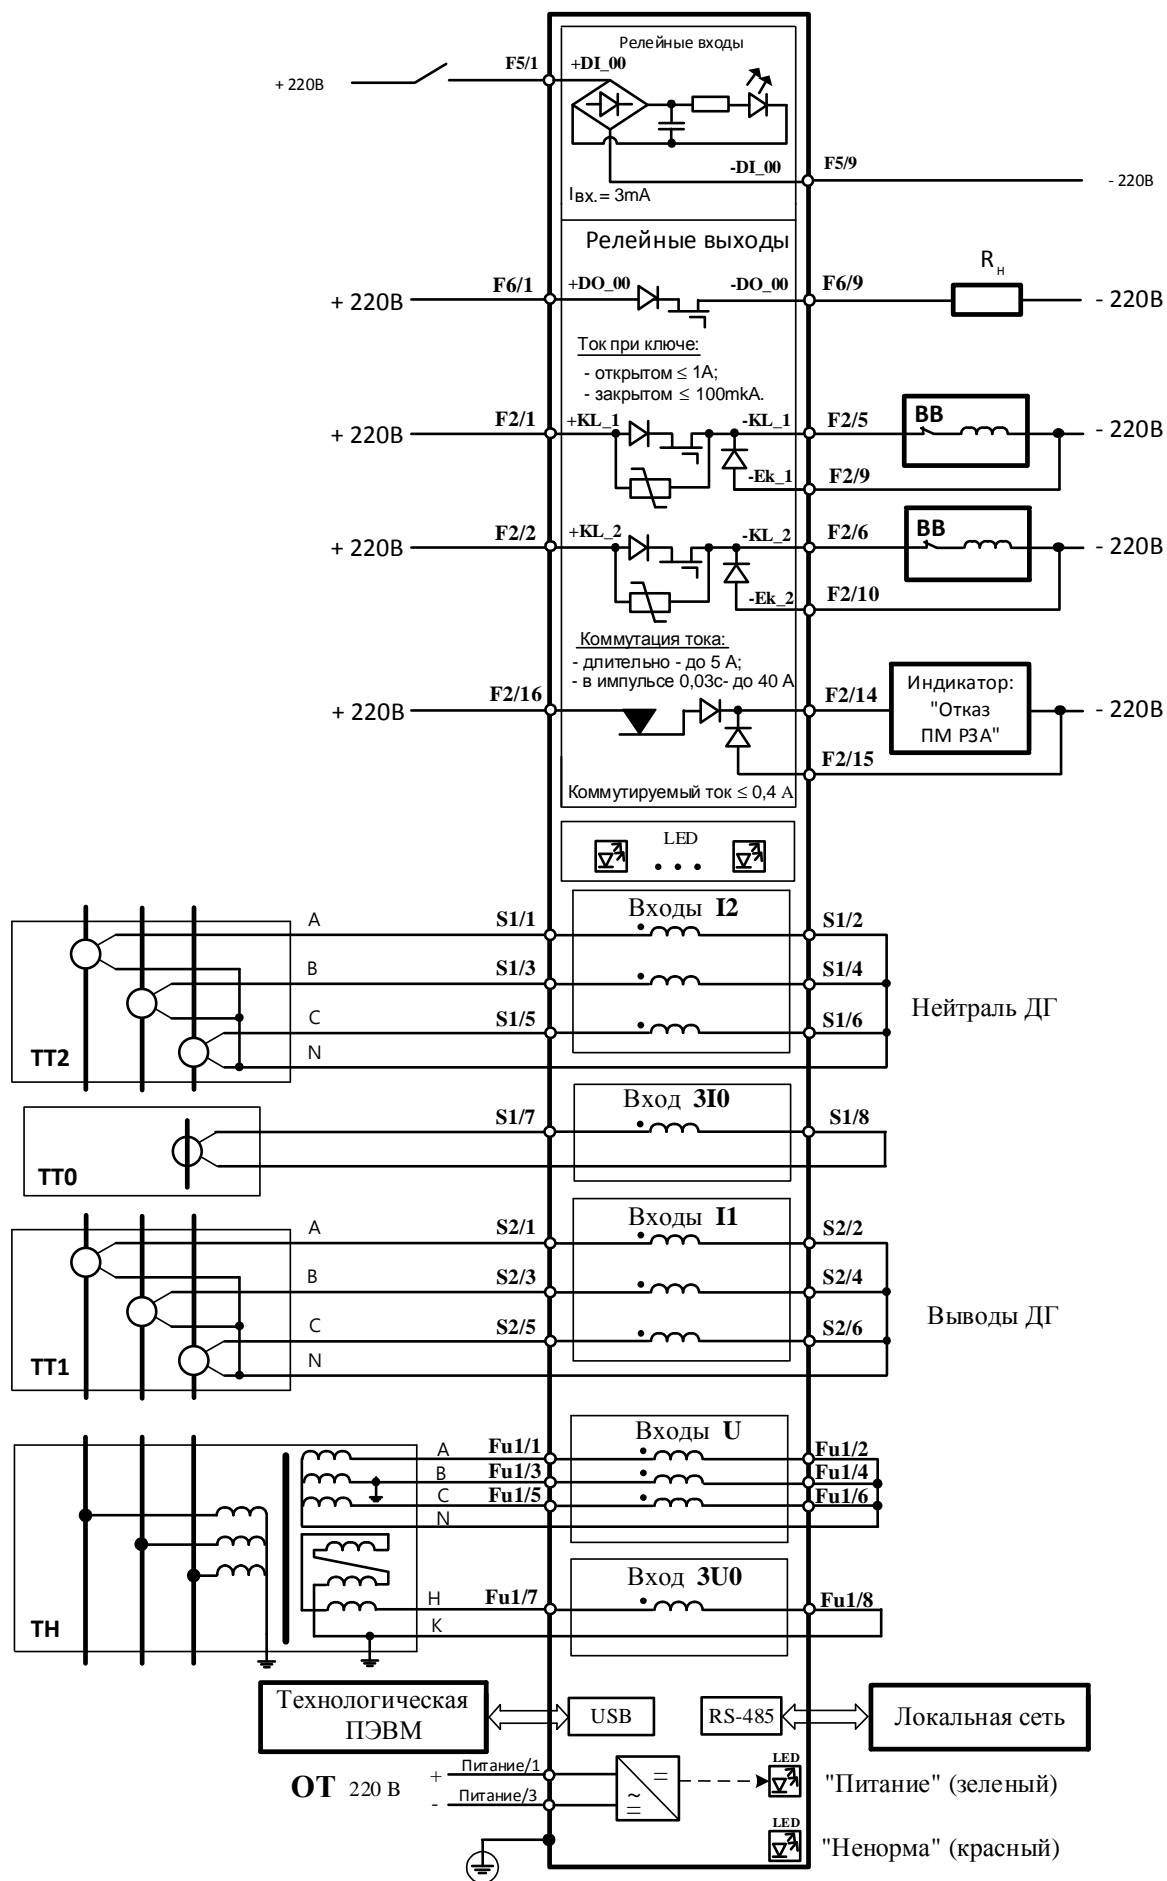 Релейные входы
F5/1 +DI_00
+ 220В
-DI_00 F5/9
- 220В
Iвх.= 3mA
Релейные выходы
F6/1 +DO_00 -DO_00 F6/9 Rн
+ 220В - 220В
Ток при ключе:
- открытом ≤ 1A;
- закрытом ≤ 100mkA.
F2/1 +KL_1 -KL_1 F2/5 ВВ
+ 220В - 220В
-Ek_1 F2/9
F2/2 +KL_2 -KL_2 F2/6 ВВ
+ 220В - 220В
-Ek_2 F2/10
Коммутация тока:
- длительно - до 5 А;
- в импульсе 0,03с- до 40 А
F2/16 F2/14
+ 220В - 220В
Индикатор:
"Отказ
ПМ РЗА"
F2/15
Коммутируемый ток ≤ 0,4 А
LED
Входы I2
A S1/1 S1/2
B S1/3 S1/4
C S1/5 S1/6
N
ТТ2
Нейтраль ДГ
Вход 3I0
S1/7 S1/8
ТТ0
Входы I1
A S2/1 S2/2
B S2/3 S2/4
C S2/5 S2/6
N
ТТ1
Выводы ДГ
Входы U
A Fu1/1 Fu1/2
B Fu1/3 Fu1/4
C Fu1/5 Fu1/6
N
Вход 3U0
H Fu1/7 Fu1/8
K
ТН
Технологическая
ПЭВМ
USB
RS-485
Локальная сеть
ОТ 220 В
+ Питание/1
- Питание/3
=
~
=
LED
"Питание" (зеленый)
LED
"Ненорма" (красный)